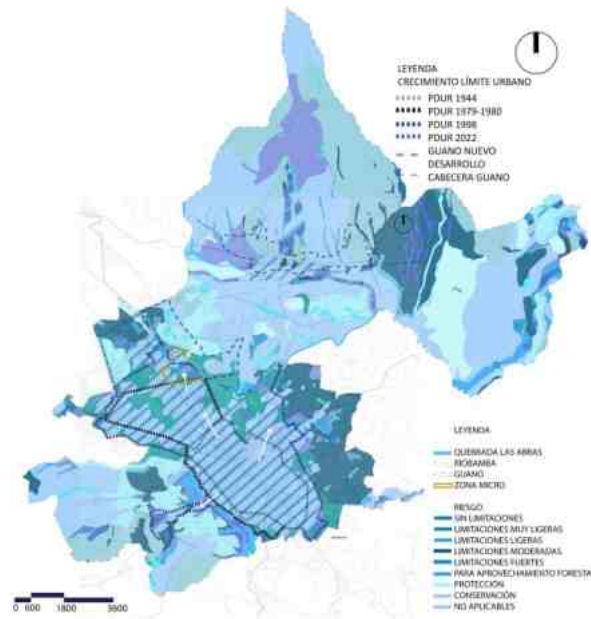 LEYENDA
CRECIMIENTO LÍMITE URBANO
PDUR 1944
PDUR 1979-1980
PDUR 1998
PDUR 2022
GUANO NUEVO
DESARROLLO
CABECERA GUANO
LEYENDA
QUEBRADA LAS ABRAS
RIOBAMBA
GUANO
ZONA MICRO
RIESGO
SIN LIMITACIONES
LIMITACIONES MUY LIGERAS
LIMITACIONES LIGERAS
LIMITACIONES MODERADAS
LIMITACIONES FUERTES
PARA APROVECHAMIENTO FORESTA
PROTECCIÓN
CONSERVACIÓN
NO APLICABLES
0 600 1800 3600